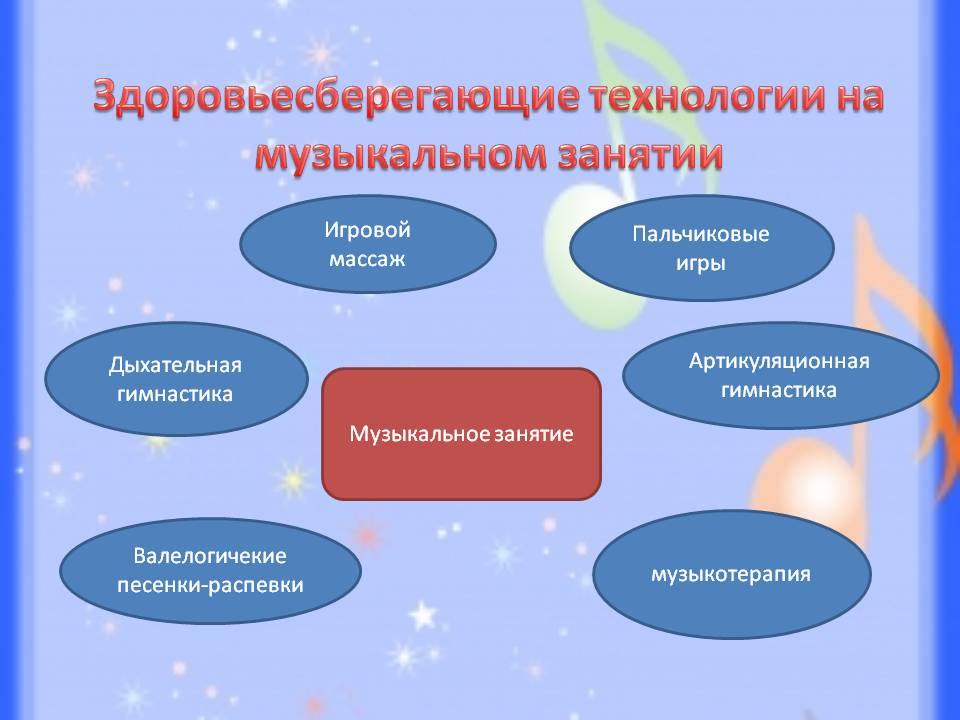 Здоровьесберегающие технологии на
музыкальном занятии
Игровой
массаж
Пальчиковые
игры
Дыхательная
гимнастика
Артикуляционная
гимнастика
Музыкальное занятие
Валелогичекие
песенки-распевки
музыкотерапия